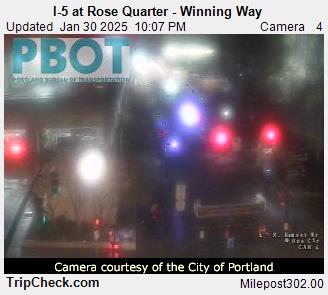 I-5 at Rose Quarter - Winning Way
Updated Jan 30 2025 10:07 PM Camera 4
PBOT
PORTLAND BUREAU OF TRANSPORTATION
Camera courtesy of the City of Portland
TripCheck.com Milepost302.00